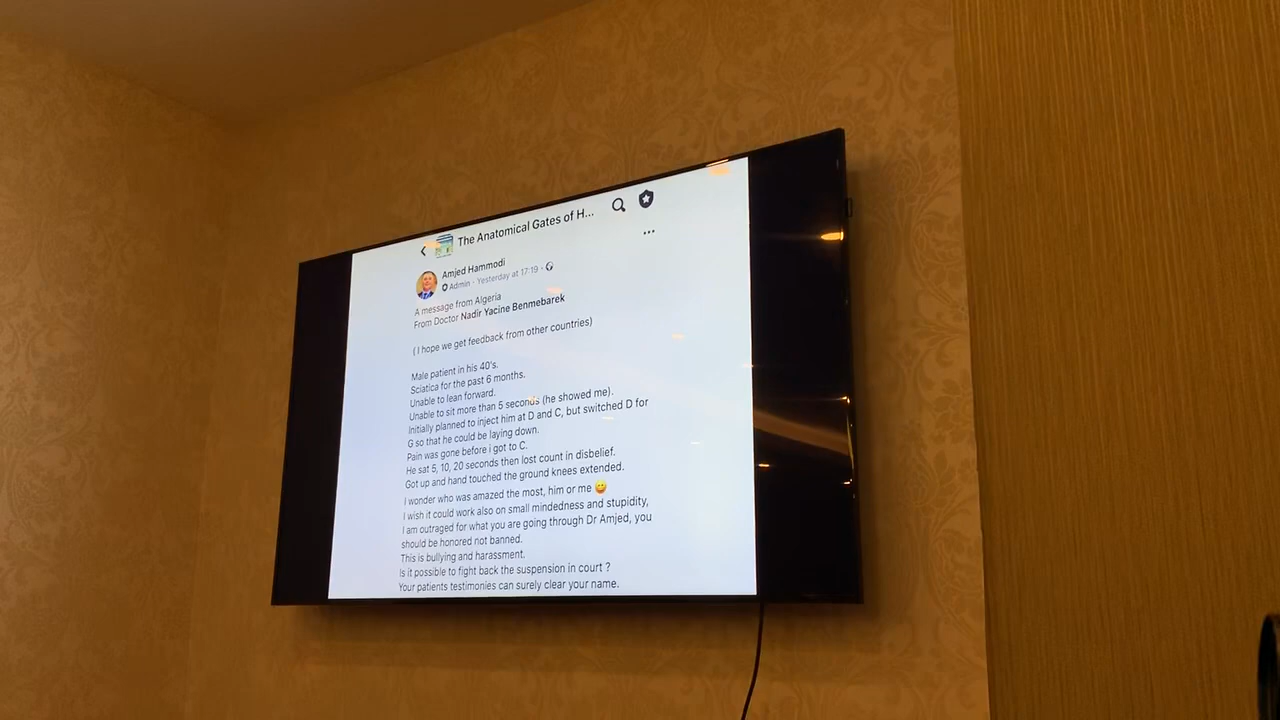 The Anatomical Gates of H...
Amjed Hammodi
Admin · Yesterday at 17:19 ·
A message from Algeria
From Doctor Nadir Yacine Benmebarek
( I hope we get feedback from other countries)
Male patient in his 40's.
Sciatica for the past 6 months.
Unable to lean forward.
Unable to sit more than 5 seconds (he showed me).
Initially planned to inject him at D and C, but switched D for
G so that he could be laying down.
Pain was gone before i got to C.
He sat 5, 10, 20 seconds then lost count in disbelief.
Got up and hand touched the ground knees extended.
I wonder who was amazed the most, him or me 😄
I wish it could work also on small mindedness and stupidity,
I am outraged for what you are going through Dr Amjed, you
should be honored not banned.
This is bullying and harassment.
Is it possible to fight back the suspension in court ?
Your patients testimonies can surely clear your name.